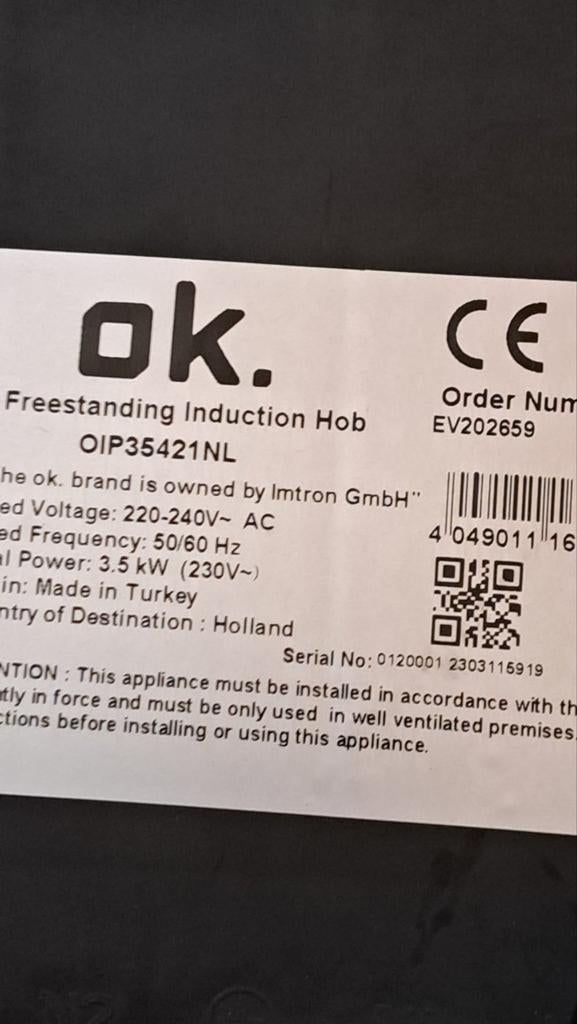 ok.
CE
Freestanding Induction Hob
OIP35421NL
Order Num
EV202659
he ok. brand is owned by Imtron GmbH"
ed Voltage: 220-240V~ AC
ed Frequency: 50/60 Hz
al Power: 3.5 kW (230V~)
in: Made in Turkey
ntry of Destination : Holland
4 049011 16
Serial No: 0120001 2303115919
NTION : This appliance must be installed in accordance with th
tly in force and must be only used in well ventilated premises.
ctions before installing or using this appliance.